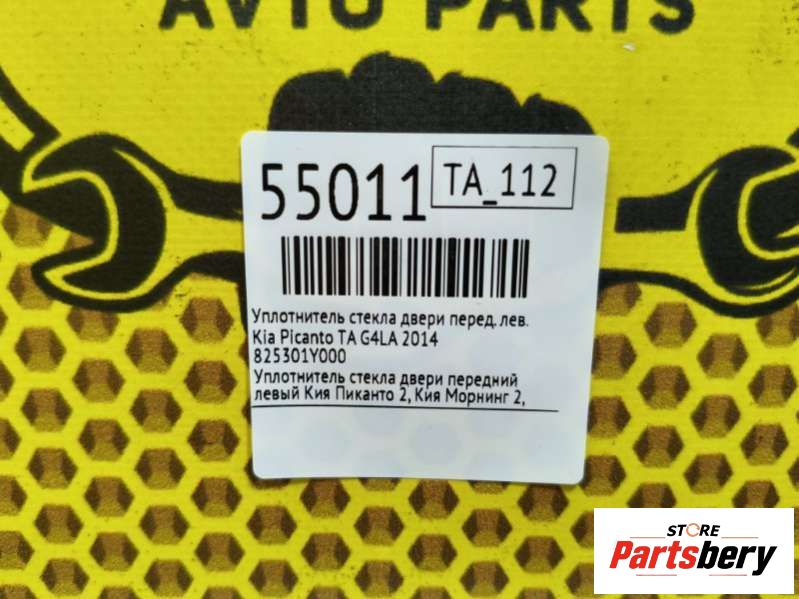 AVTO PARTS
55011
TA_112
Уплотнитель стекла двери перед. лев.
Kia Picanto TA G4LA 2014
825301Y000
Уплотнитель стекла двери передний
левый Кия Пиканто 2, Кия Морнинг 2,
STORE
Partsbery